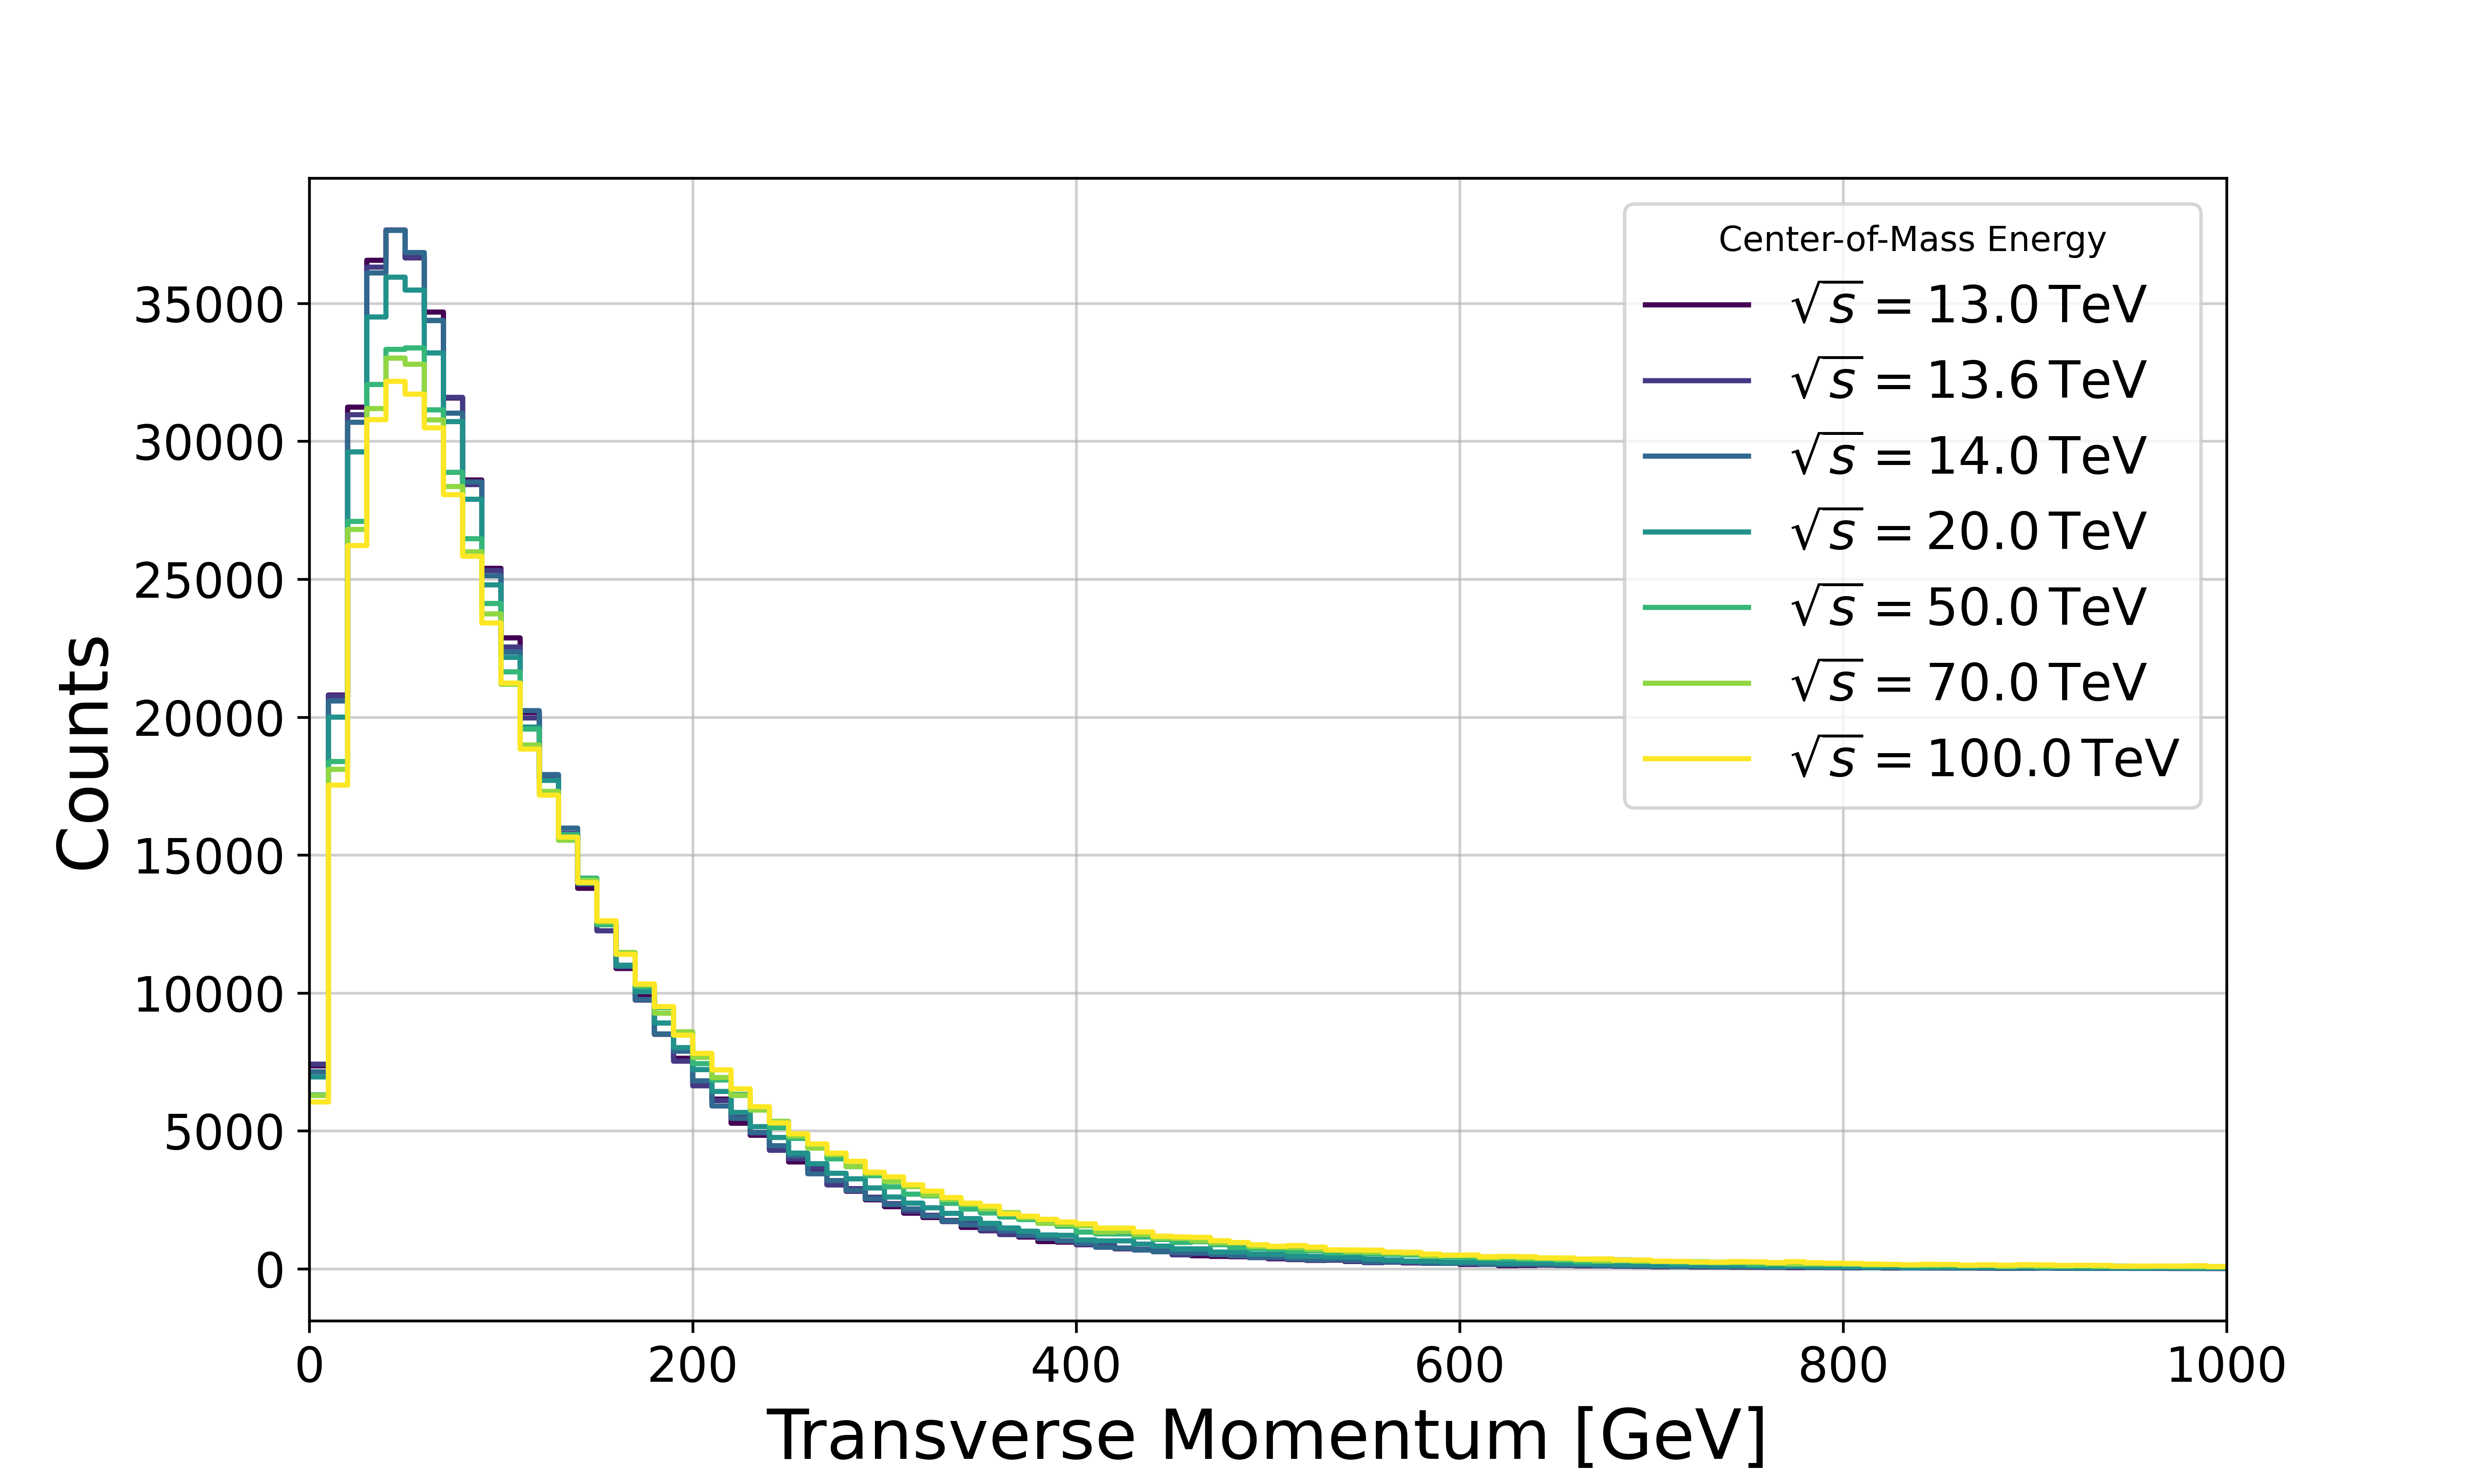 Center-of-Mass Energy
√s = 13.0 TeV
√s = 13.6 TeV
√s = 14.0 TeV
√s = 20.0 TeV
√s = 50.0 TeV
√s = 70.0 TeV
√s = 100.0 TeV
Counts
35000
30000
25000
20000
15000
10000
5000
0
0 200 400 600 800 1000
Transverse Momentum [GeV]